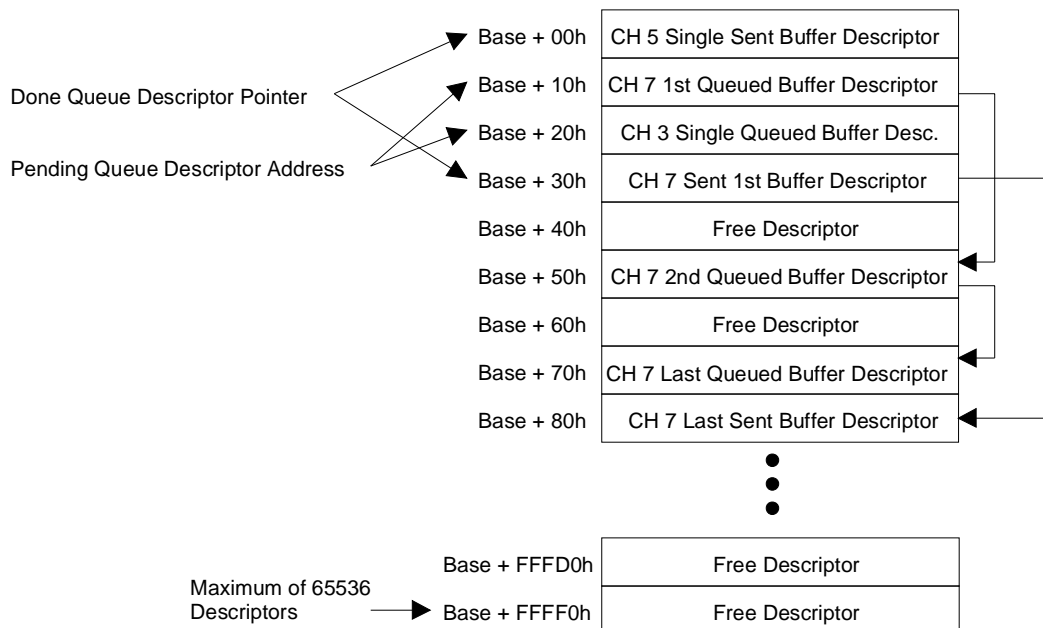 Base + 00h CH 5 Single Sent Buffer Descriptor
Done Queue Descriptor Pointer
Base + 10h CH 7 1st Queued Buffer Descriptor
Base + 20h CH 3 Single Queued Buffer Desc.
Pending Queue Descriptor Address
Base + 30h CH 7 Sent 1st Buffer Descriptor
Base + 40h Free Descriptor
Base + 50h CH 7 2nd Queued Buffer Descriptor
Base + 60h Free Descriptor
Base + 70h CH 7 Last Queued Buffer Descriptor
Base + 80h CH 7 Last Sent Buffer Descriptor
Base + FFFD0h Free Descriptor
Maximum of 65536
Descriptors
Base + FFFF0h Free Descriptor